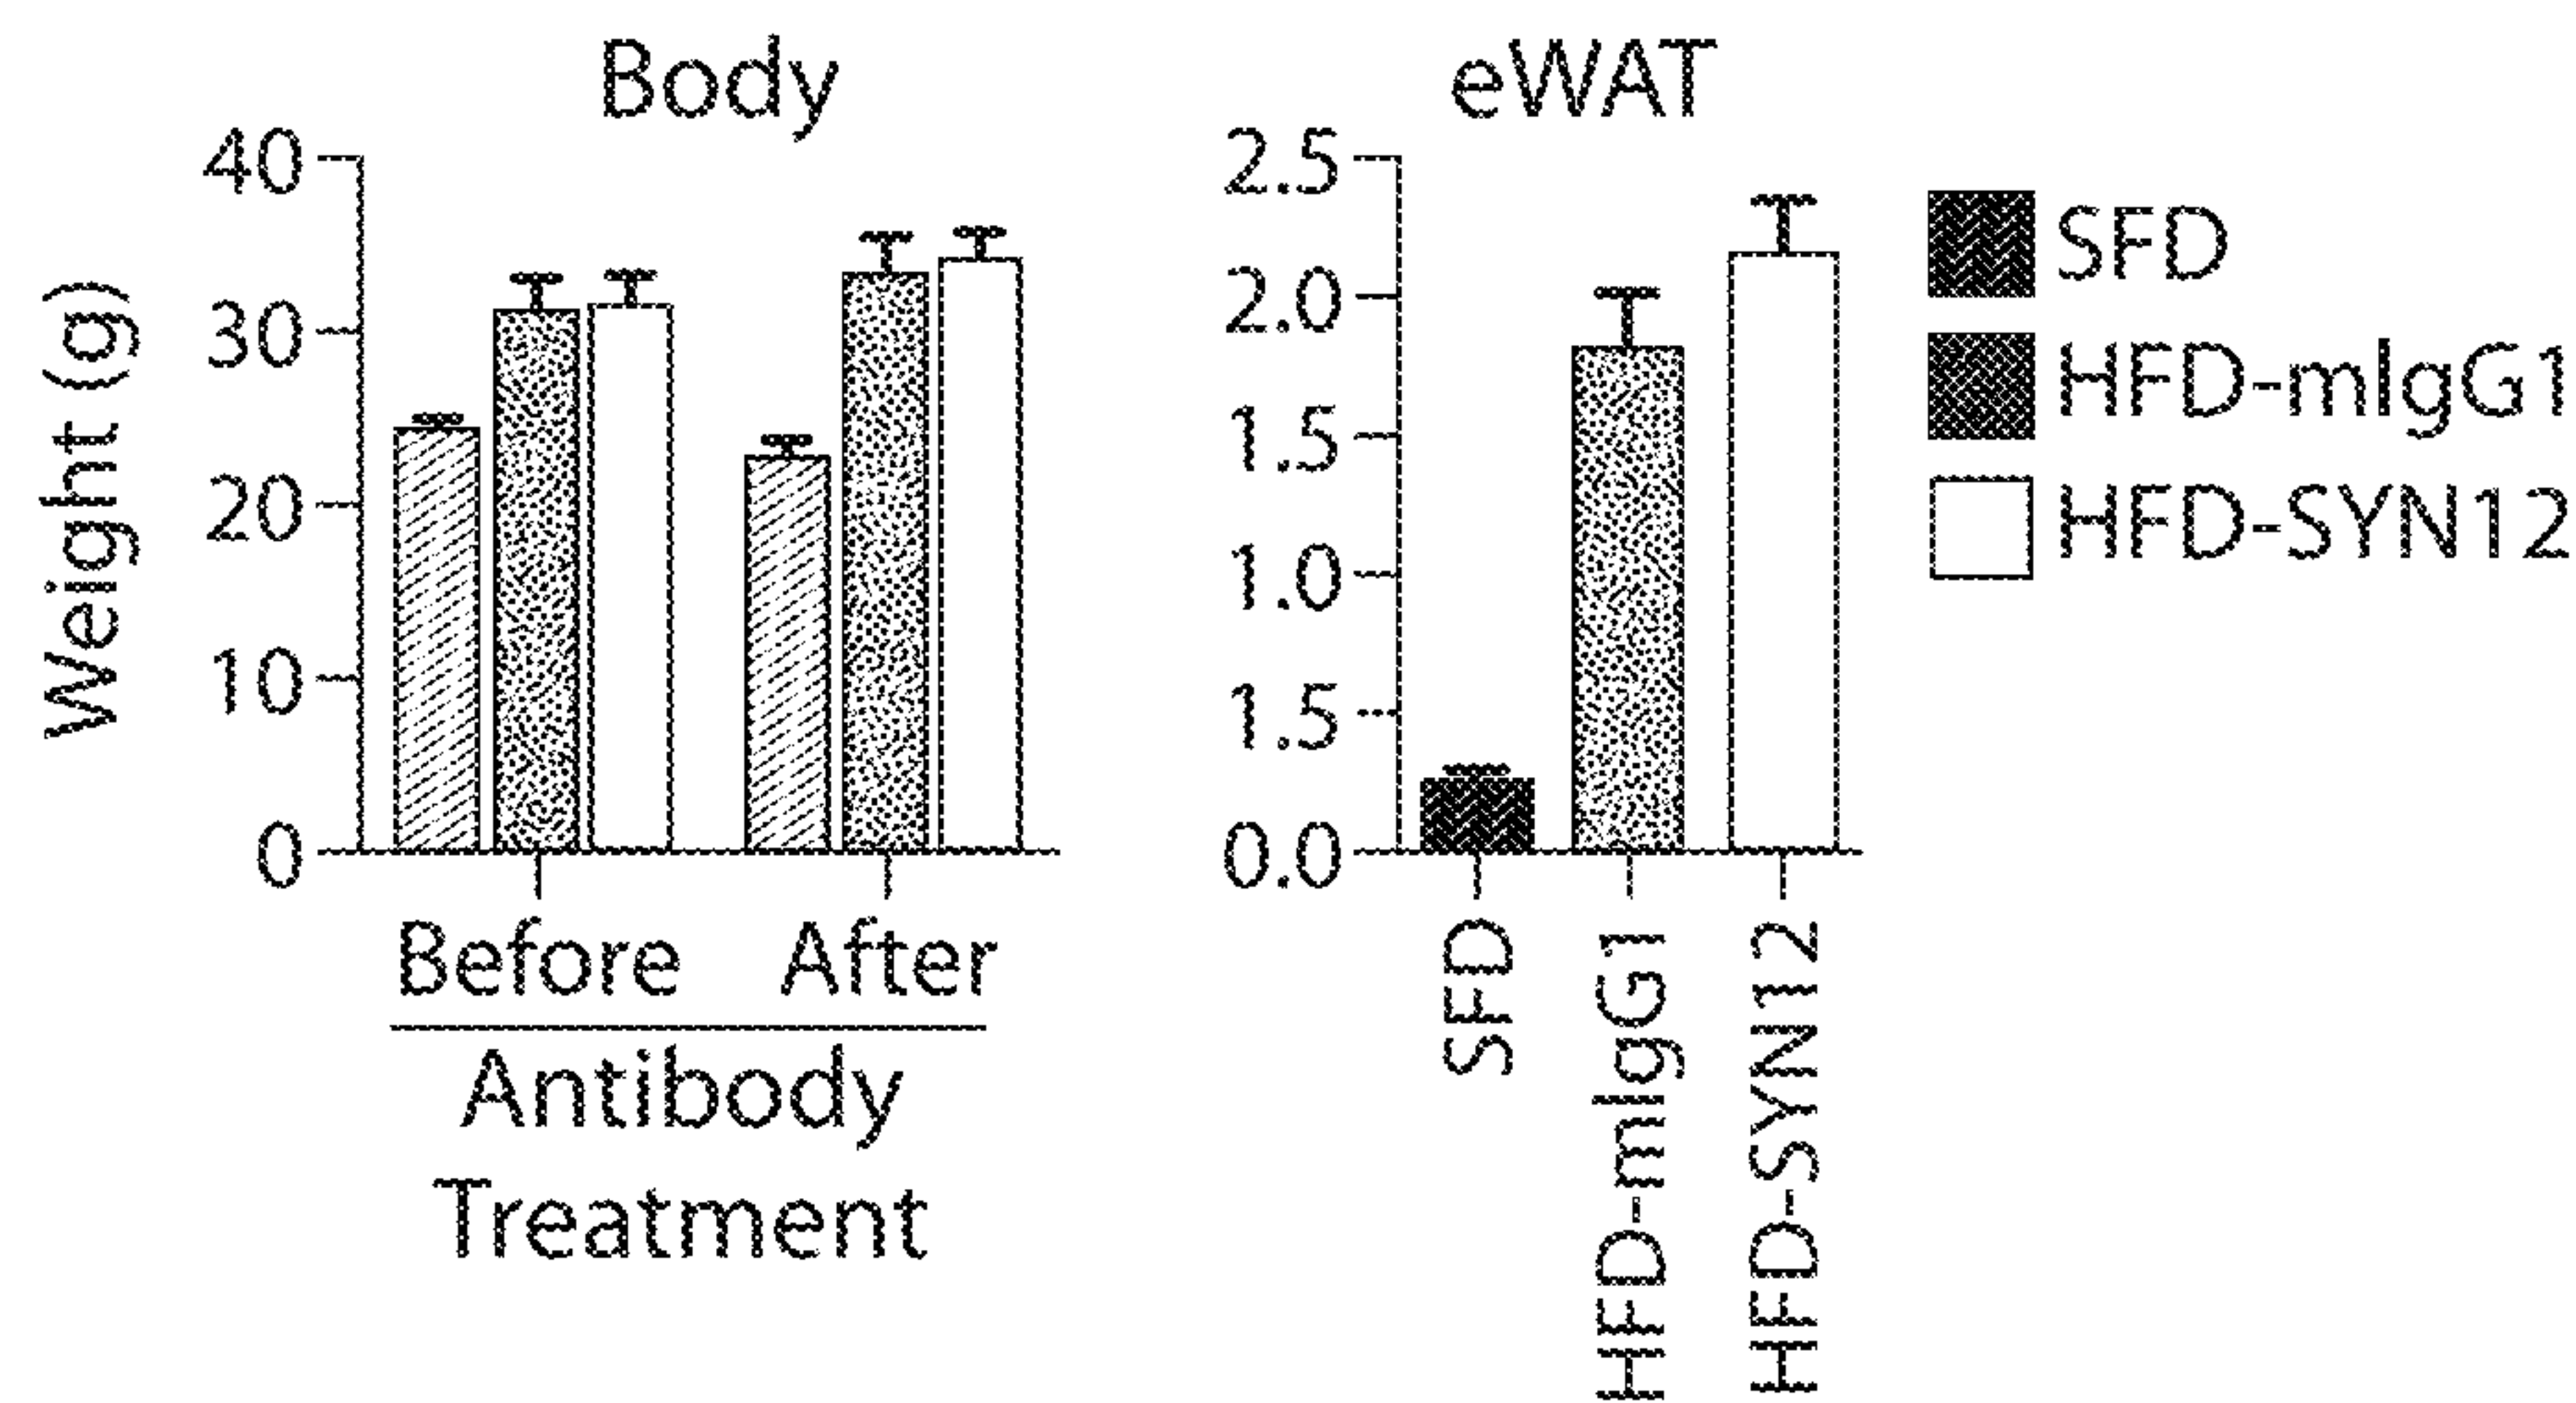 Body
Weight (g)
40
30
20
10
0
Before After
Antibody
Treatment
eWAT
2.5
2.0
1.5
1.0
1.5
0.0
SFD
HFD-mIgG1
HFD-SYN12
SFD
HFD-mIgG1
HFD-SYN12